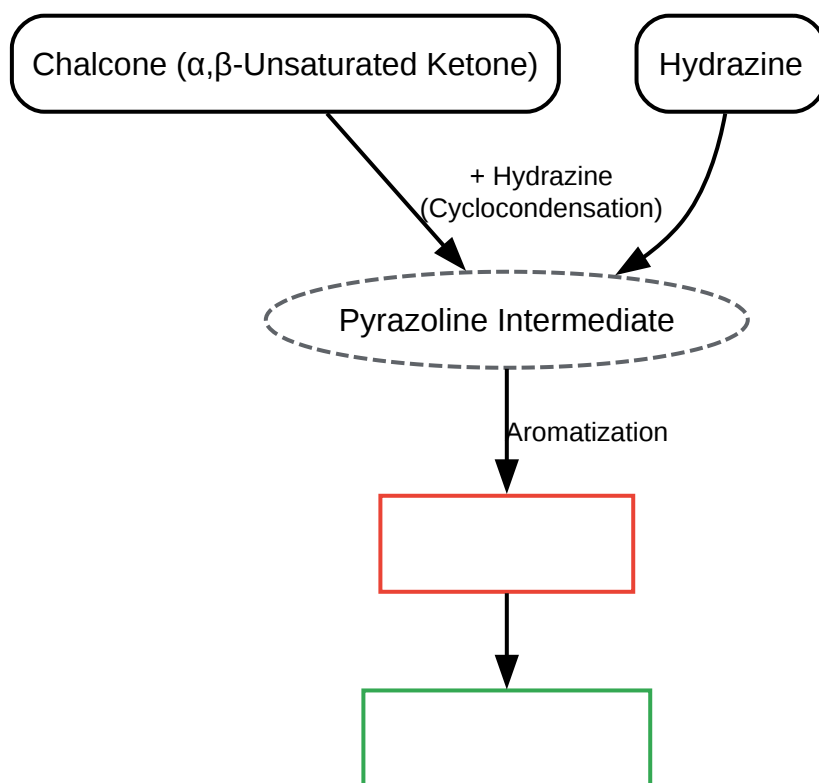 Chalcone (α,β-Unsaturated Ketone)
Hydrazine
+ Hydrazine
(Cyclocondensation)
Pyrazoline Intermediate
Aromatization